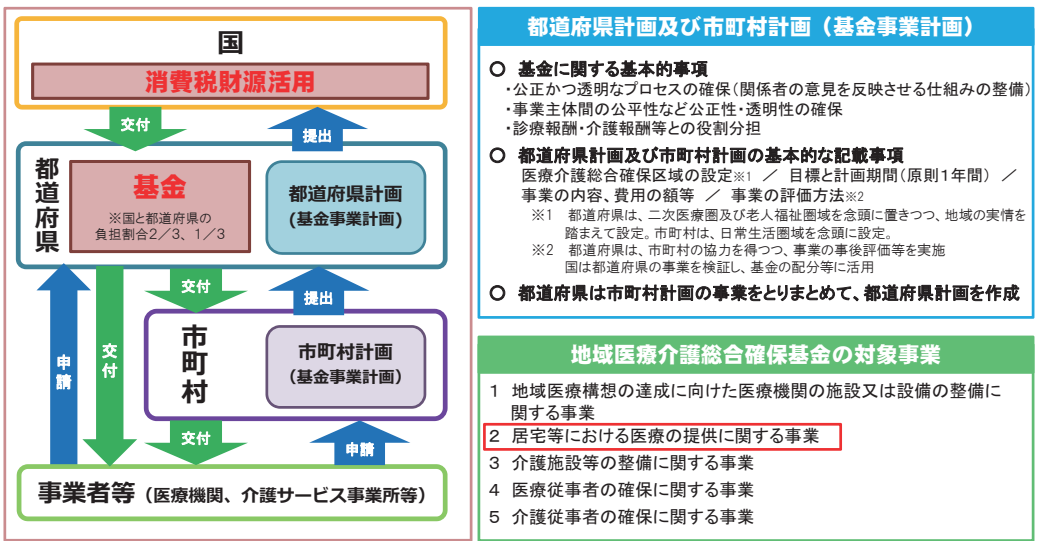 国
消費税財源活用
交付
提出
都道府県
基金
※国と都道府県の
負担割合2/3、1/3
都道府県計画
(基金事業計画)
交付
提出
申請
交付
市町村
市町村計画
(基金事業計画)
交付
申請
事業者等(医療機関、介護サービス事業所等)
都道府県計画及び市町村計画(基金事業計画)
○ 基金に関する基本的事項
・公正かつ透明なプロセスの確保(関係者の意見を反映させる仕組みの整備)
・事業主体間の公平性など公正性・透明性の確保
・診療報酬・介護報酬等との役割分担
○ 都道府県計画及び市町村計画の基本的な記載事項
医療介護総合確保区域の設定※1 / 目標と計画期間(原則1年間) /
事業の内容、費用の額等 / 事業の評価方法※2
※1 都道府県は、二次医療圏及び老人福祉圏域を念頭に置きつつ、地域の実情を
踏まえて設定。市町村は、日常生活圏域を念頭に設定。
※2 都道府県は、市町村の協力を得つつ、事業の事後評価等を実施
国は都道府県の事業を検証し、基金の配分等に活用
○ 都道府県は市町村計画の事業をとりまとめて、都道府県計画を作成
地域医療介護総合確保基金の対象事業
1 地域医療構想の達成に向けた医療機関の施設又は設備の整備に
関する事業
2 居宅等における医療の提供に関する事業
3 介護施設等の整備に関する事業
4 医療従事者の確保に関する事業
5 介護従事者の確保に関する事業